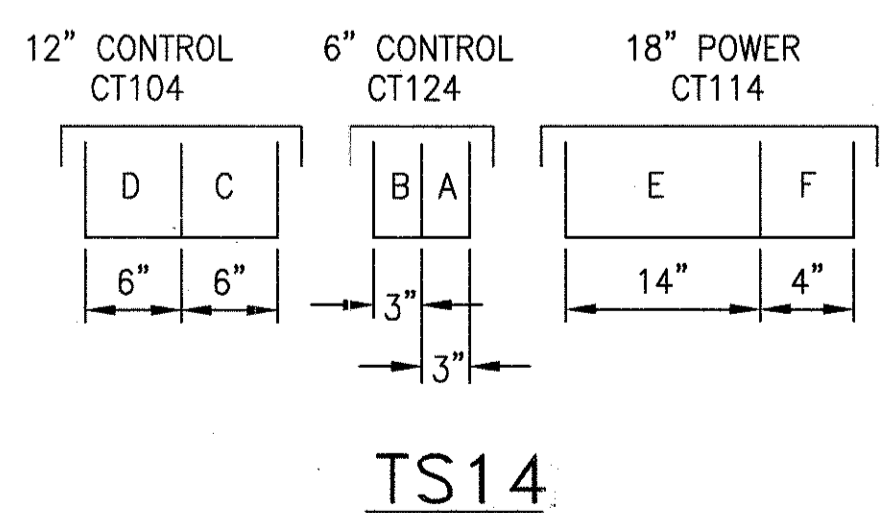 12” CONTROL
CT104
6” CONTROL
CT124
18” POWER
CT114
D C B A E F
6” 6” 3” 14” 4”
3”
TS14